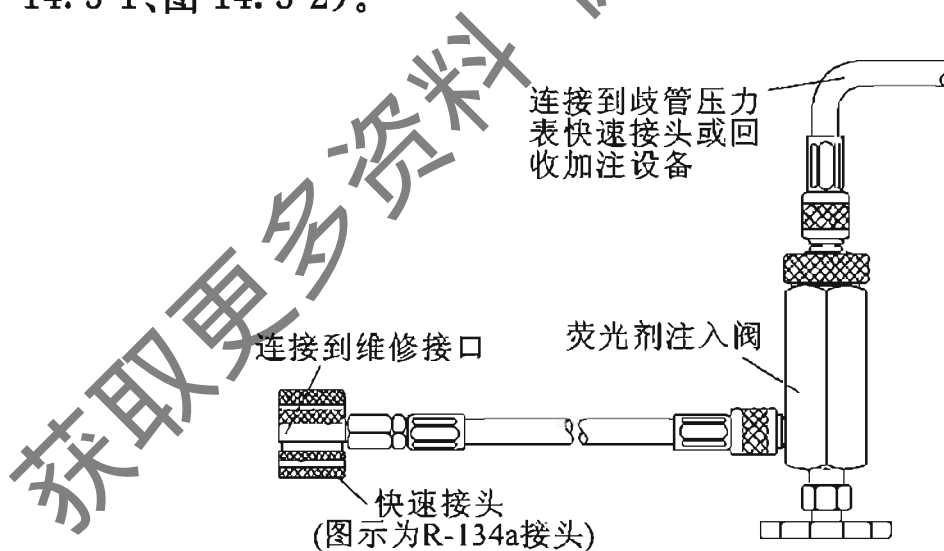 14.3-1、图14.3-2）。
连接到歧管压力
表快速接头或回
收加注设备
连接到维修接口
荧光剂注入阀
快速接头
(图示为R-134a接头)
获取更多资料